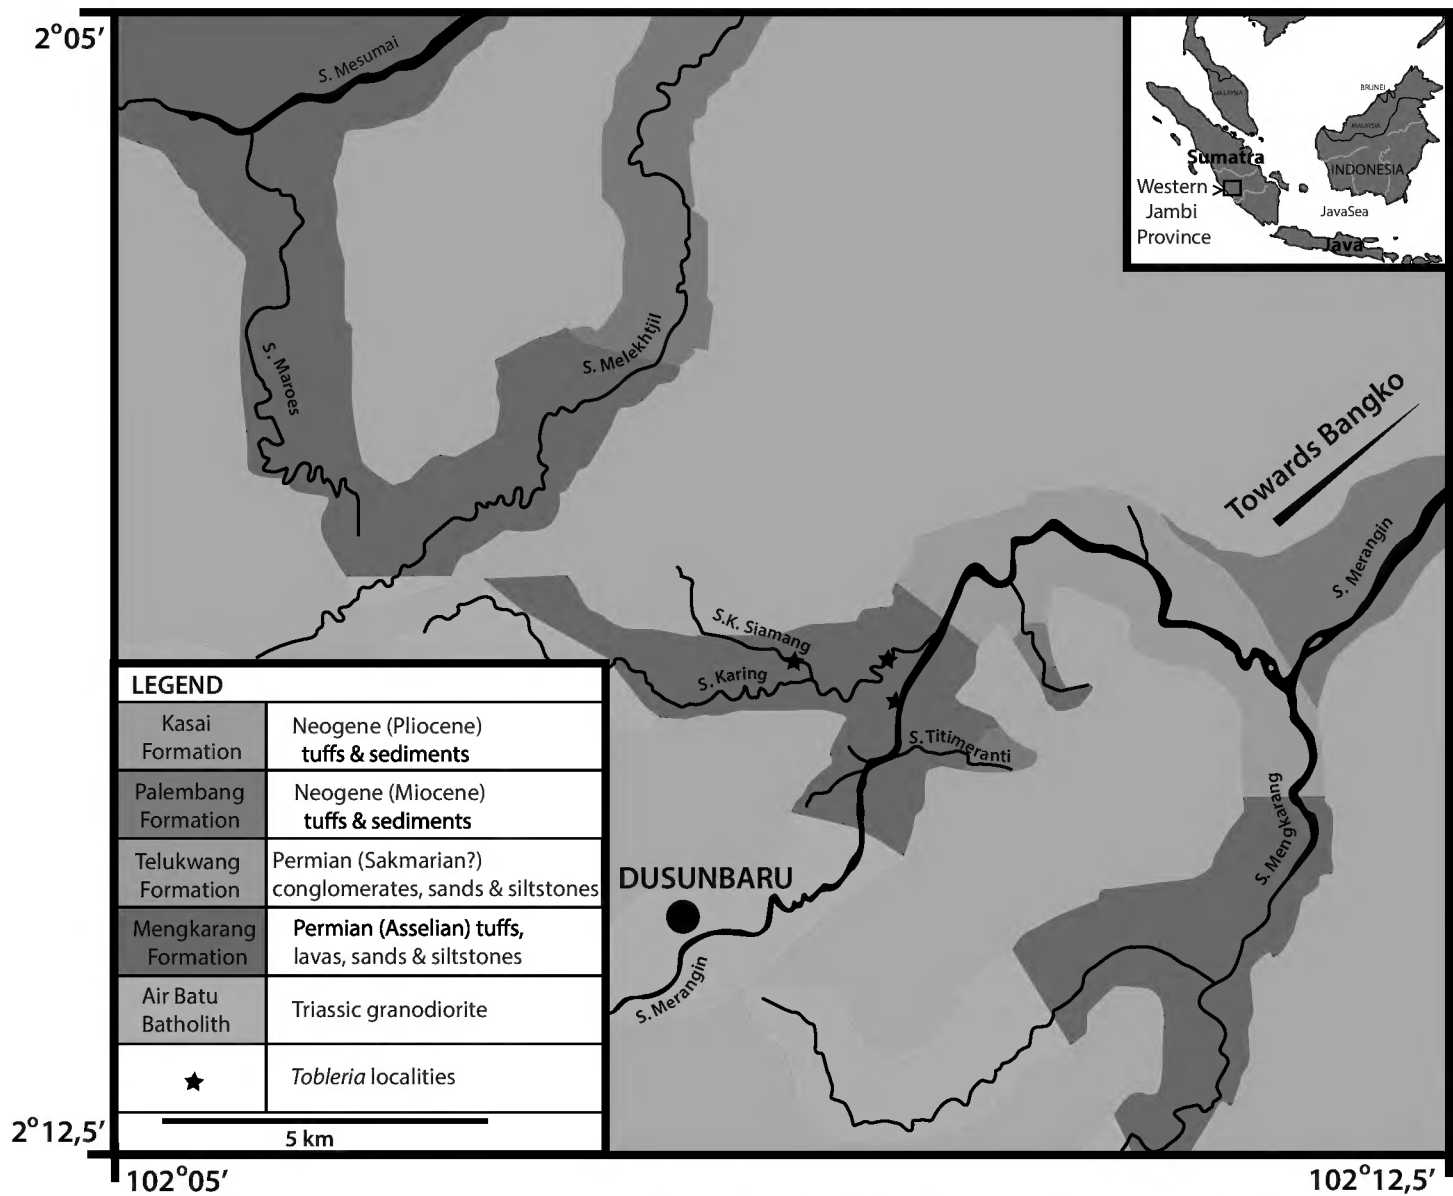 2°05′
S. Mesumai
MALAYSIA
BRUNEI
MALAYSIA
Sumatra
INDONESIA
Western
Jambi
Province
JavaSea
Java
S. Maroes
S. Melekhtjil
Towards Bangko
S. Merangin
S.K. Siamang
S. Karing
S. Titimeranti
S. Mengkarang
DUSUNBARU
S. Merangin
LEGEND
Kasai
Formation
Neogene (Pliocene)
tuffs & sediments
Palembang
Formation
Neogene (Miocene)
tuffs & sediments
Telukwang
Formation
Permian (Sakmarian?)
conglomerates, sands & siltstones
Mengkarang
Formation
Permian (Asselian) tuffs,
lavas, sands & siltstones
Air Batu
Batholith
Triassic granodiorite
Tobleria localities
5 km
2°12,5′
102°05′
102°12,5′